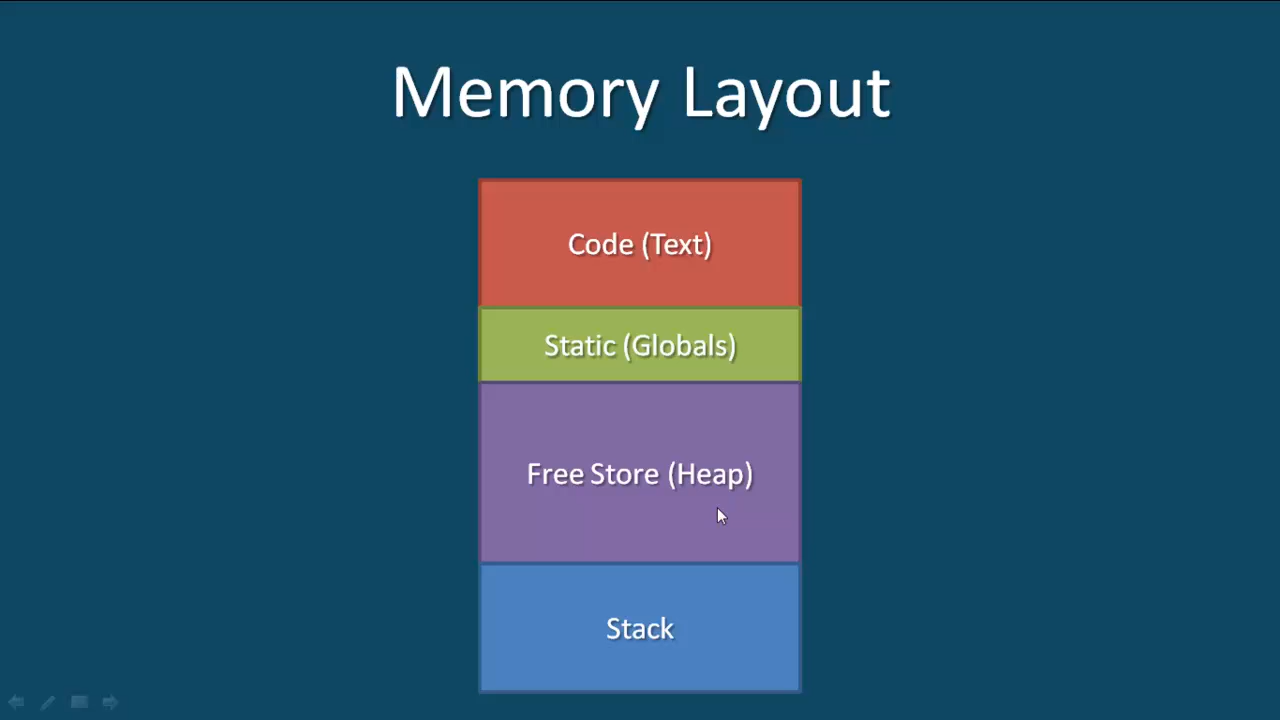 Memory Layout
Code (Text)
Static (Globals)
Free Store (Heap)
Stack